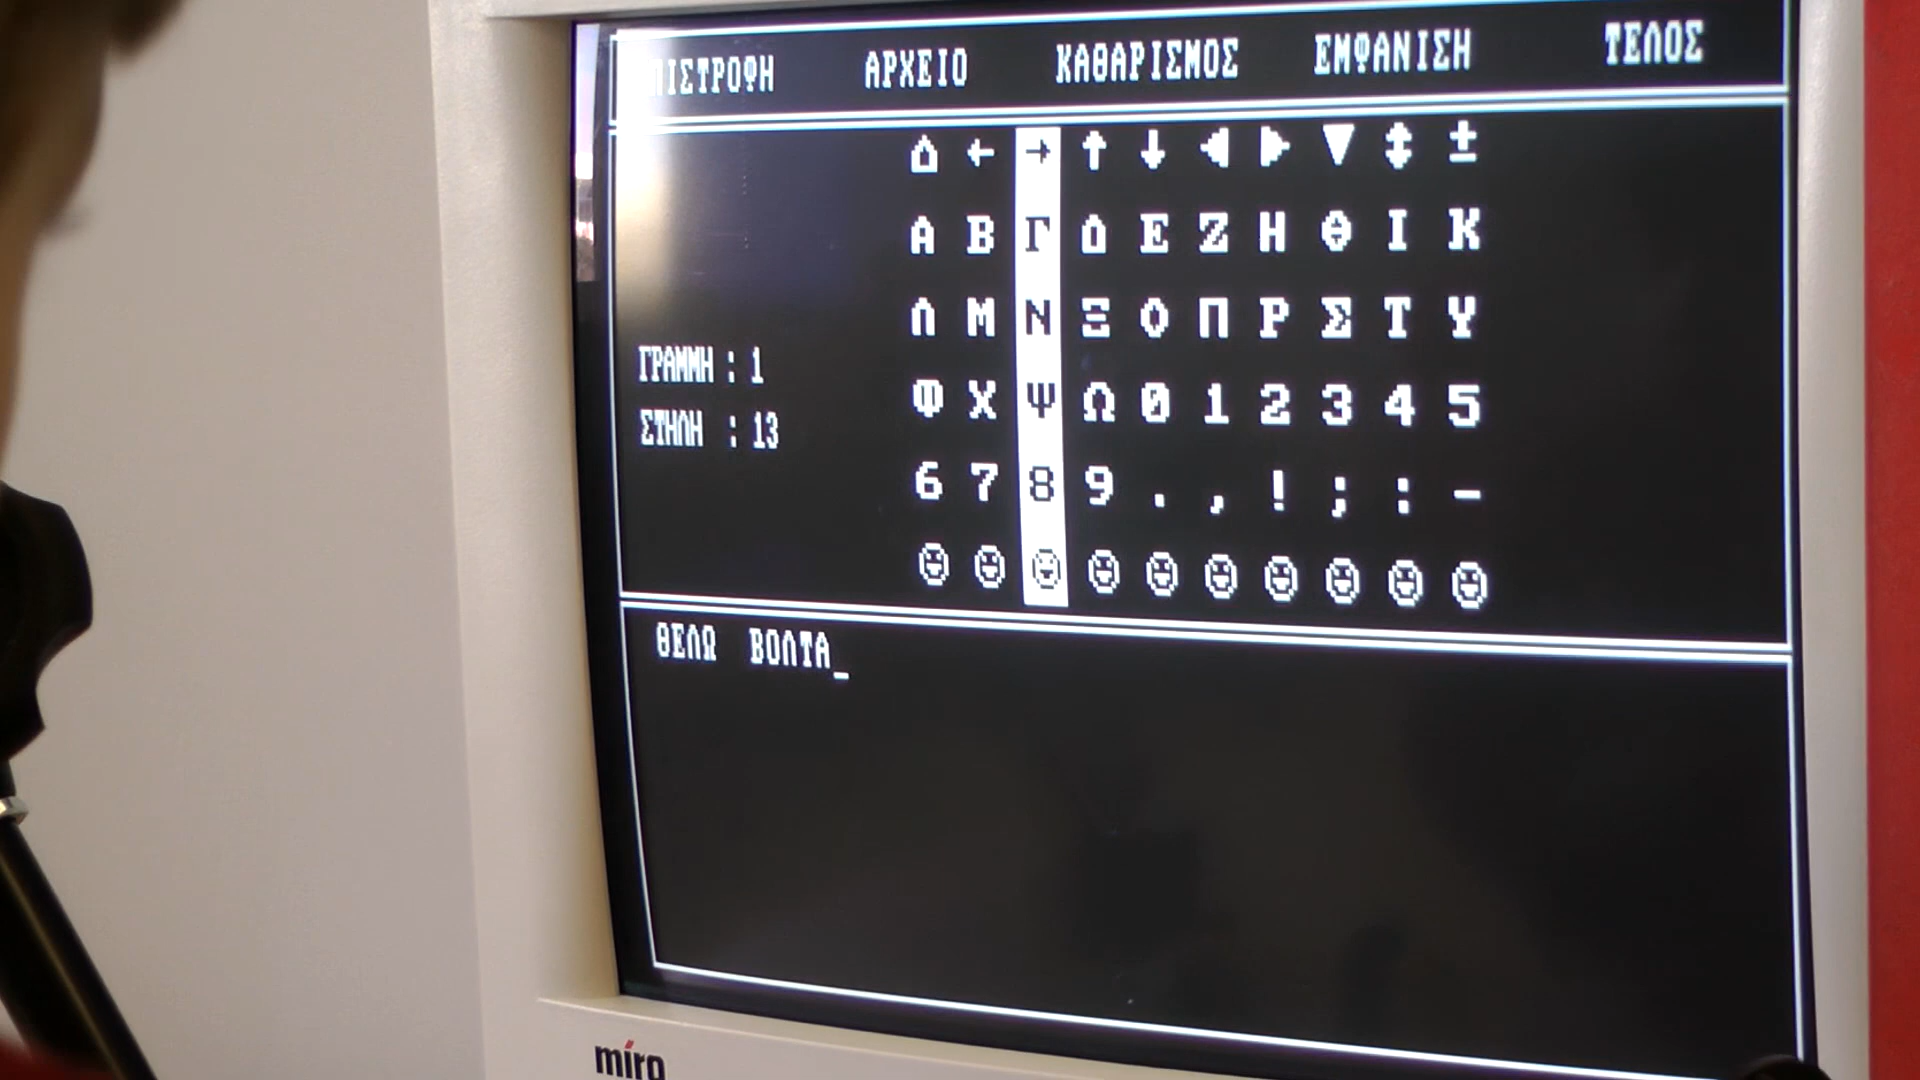 ΠΙΣΤΡΟΦΗ ΑΡΧΕΙΟ ΚΑΘΑΡΙΣΜΟΣ ΕΜΦΑΝΙΣΗ ΤΕΛΟΣ
← → ↑ ↓ ◀ ▶ ▼ ↕ ±
Α Β Γ Δ Ε Ζ Η Θ Ι Κ
Λ Μ Ν Ξ Ο Π Ρ Σ Τ Υ
ΓΡΑΜΜΗ : 1
Φ Χ Ψ Ω 0 1 2 3 4 5
ΣΤΗΛΗ : 13
6 7 8 9 . , ! ; : -
ΘΕΛΩ ΒΟΛΤΑ_
miro